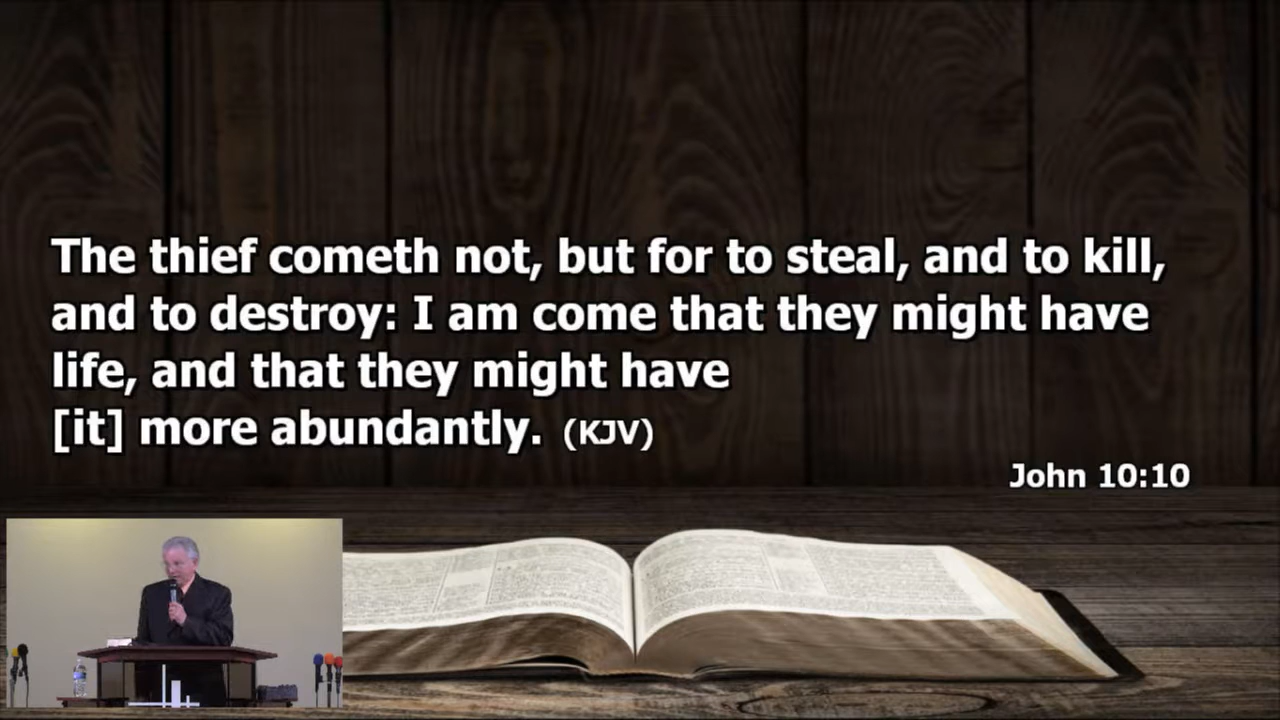 The thief cometh not, but for to steal, and to kill,
and to destroy: I am come that they might have
life, and that they might have
[it] more abundantly. (KJV)
John 10:10